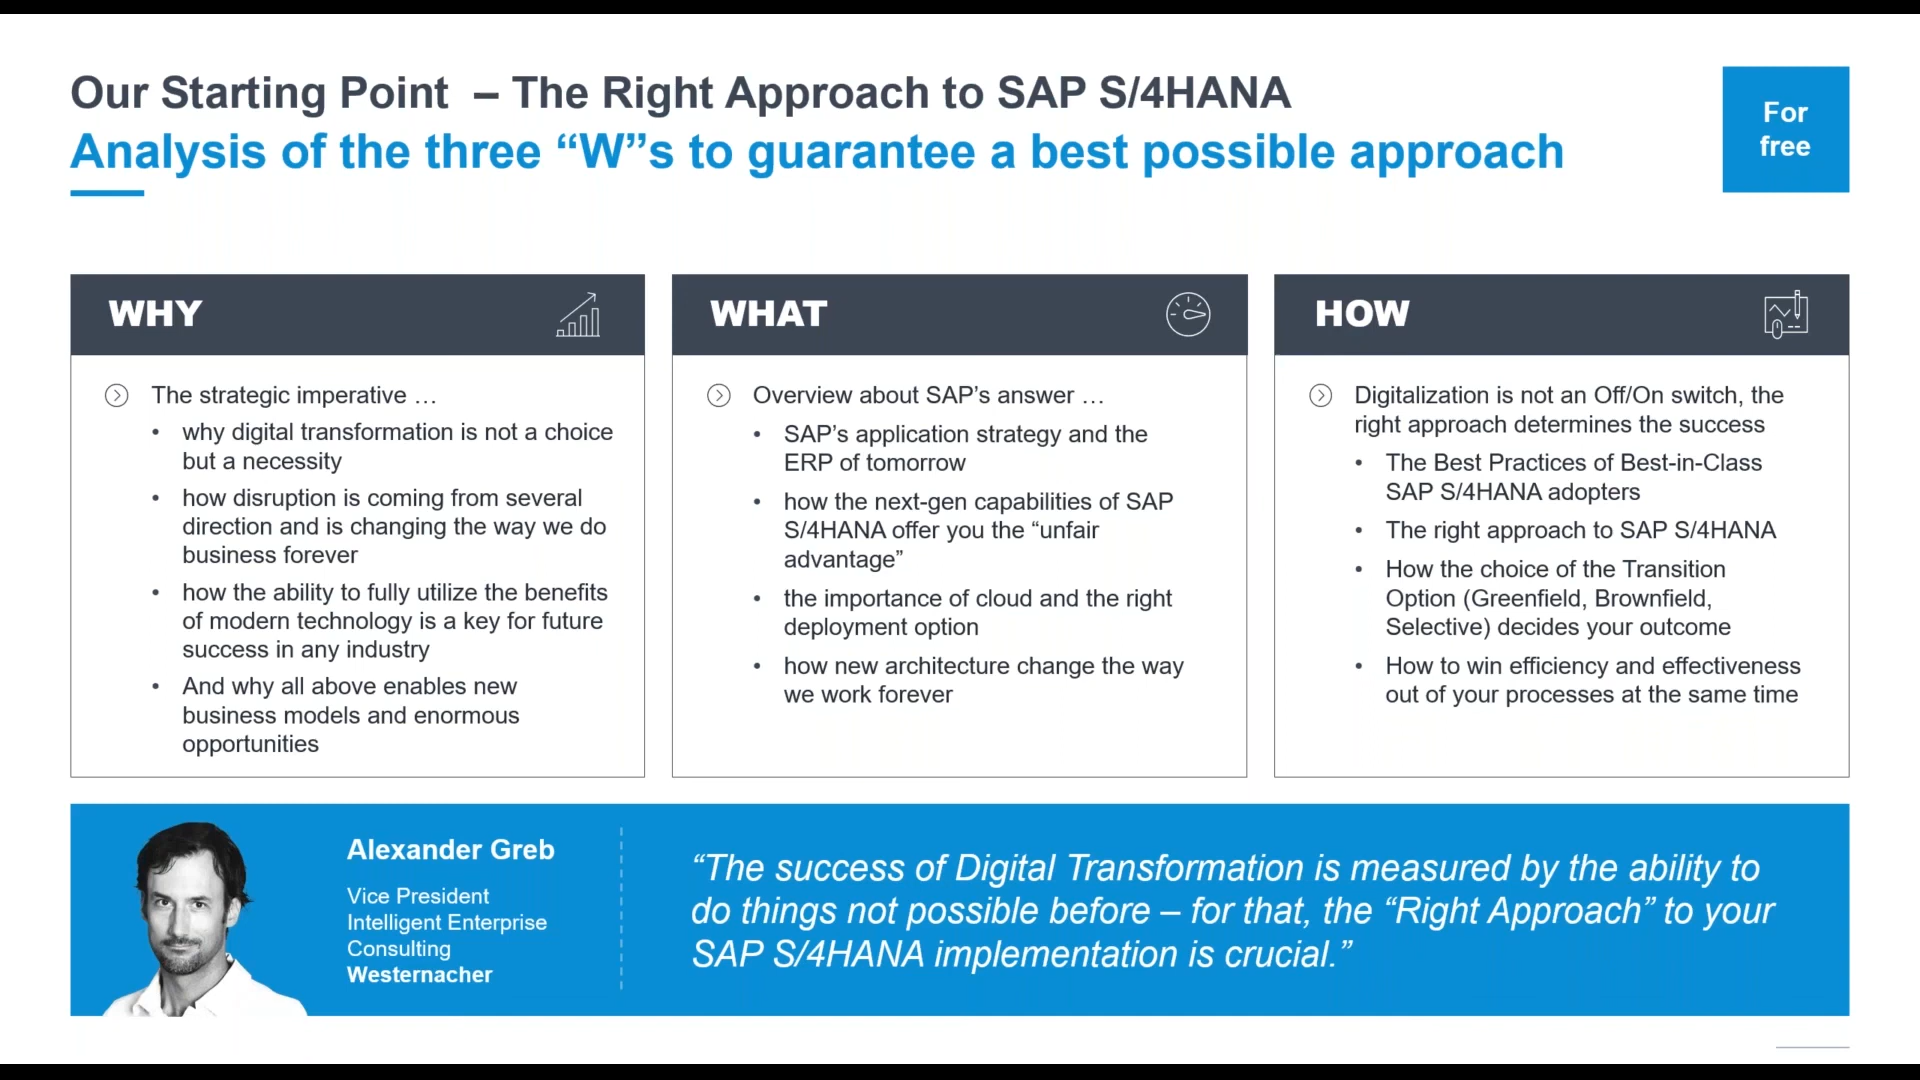 Our Starting Point – The Right Approach to SAP S/4HANA
Analysis of the three “W”s to guarantee a best possible approach
For
free
WHY
The strategic imperative …
• why digital transformation is not a choice
but a necessity
• how disruption is coming from several
direction and is changing the way we do
business forever
• how the ability to fully utilize the benefits
of modern technology is a key for future
success in any industry
• And why all above enables new
business models and enormous
opportunities
WHAT
Overview about SAP’s answer …
• SAP’s application strategy and the
ERP of tomorrow
• how the next-gen capabilities of SAP
S/4HANA offer you the “unfair
advantage”
• the importance of cloud and the right
deployment option
• how new architecture change the way
we work forever
HOW
Digitalization is not an Off/On switch, the
right approach determines the success
• The Best Practices of Best-in-Class
SAP S/4HANA adopters
• The right approach to SAP S/4HANA
• How the choice of the Transition
Option (Greenfield, Brownfield,
Selective) decides your outcome
• How to win efficiency and effectiveness
out of your processes at the same time
Alexander Greb
Vice President
Intelligent Enterprise
Consulting
Westernacher
“The success of Digital Transformation is measured by the ability to
do things not possible before – for that, the “Right Approach” to your
SAP S/4HANA implementation is crucial.”